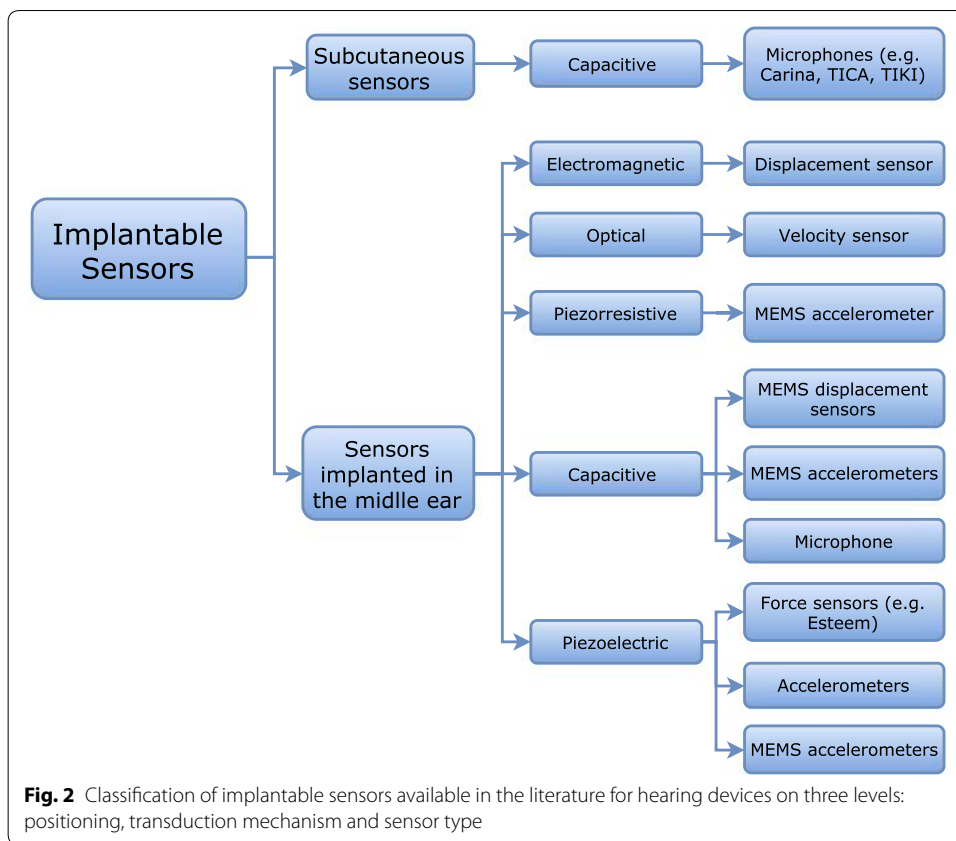 Subcutaneous
sensors
Capacitive
Microphones (e.g.
Carina, TICA, TIKI)
Implantable
Sensors
Electromagnetic
Displacement sensor
Optical
Velocity sensor
Piezorresistive
MEMS accelerometer
Sensors
implanted in
the midlle ear
Capacitive
MEMS displacement
sensors
MEMS accelerometers
Microphone
Piezoelectric
Force sensors (e.g.
Esteem)
Accelerometers
MEMS accelerometers
Fig. 2 Classification of implantable sensors available in the literature for hearing devices on three levels:
positioning, transduction mechanism and sensor type